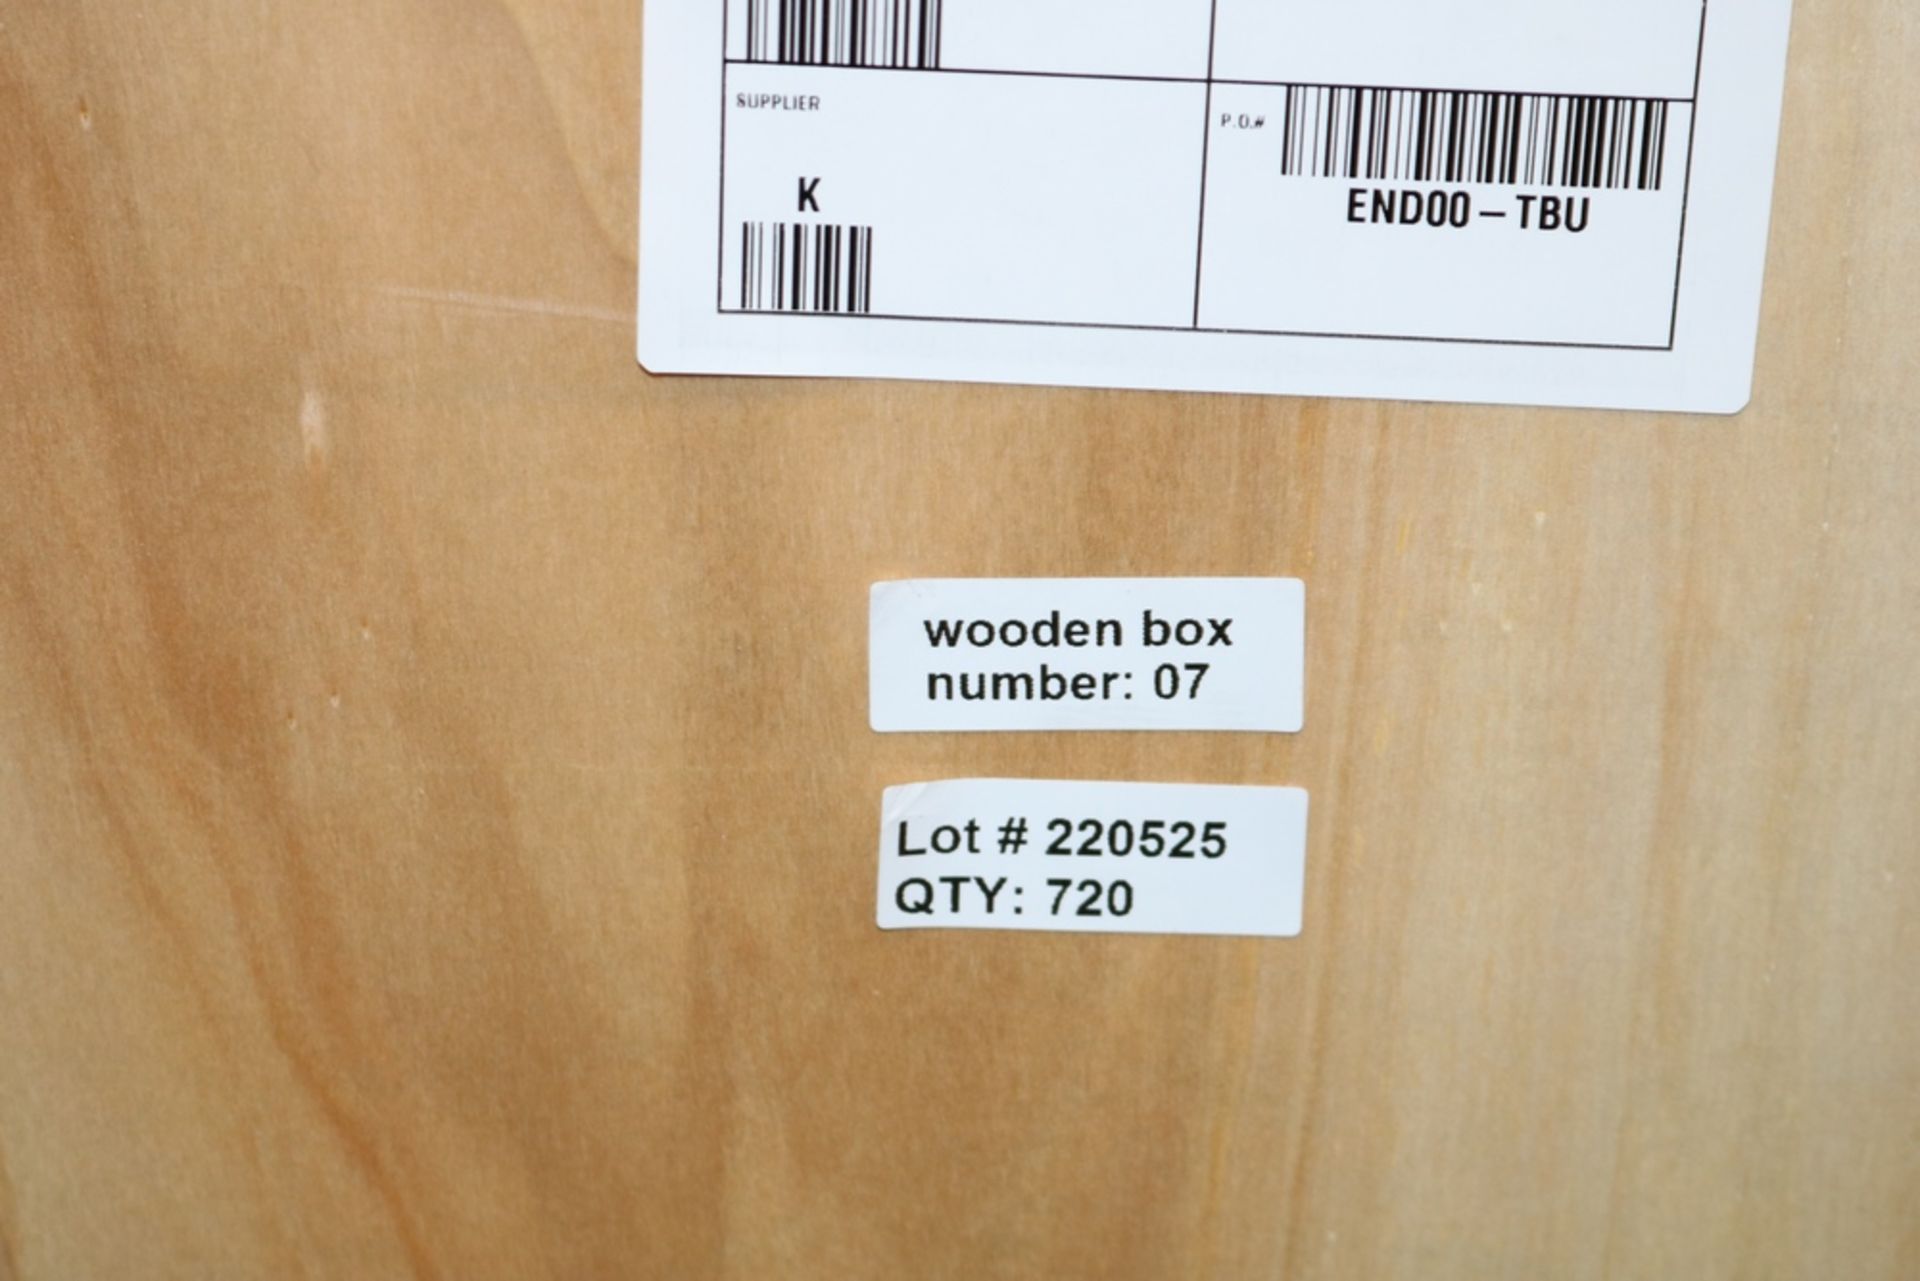 SUPPLIER
K
P.O.#
END00-TBU
wooden box
number: 07
Lot # 220525
QTY: 720